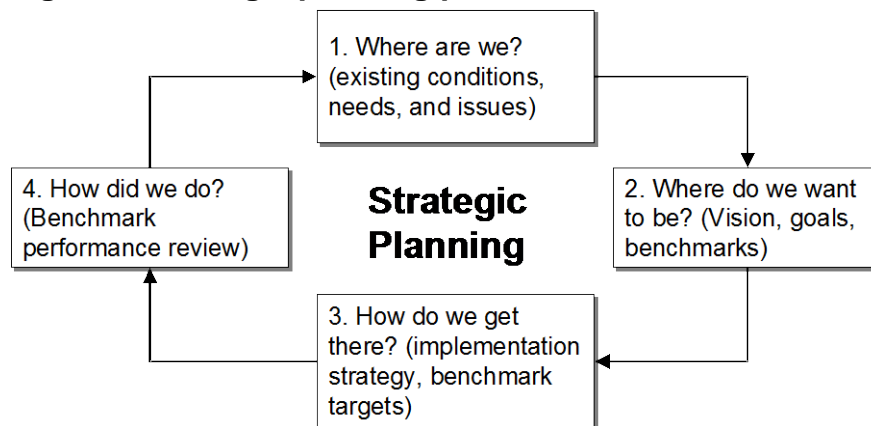 1. Where are we?
(existing conditions,
needs, and issues)
2. Where do we want
to be? (Vision, goals,
benchmarks)
3. How do we get
there? (implementation
strategy, benchmark
targets)
4. How did we do?
(Benchmark
performance review)
Strategic
Planning